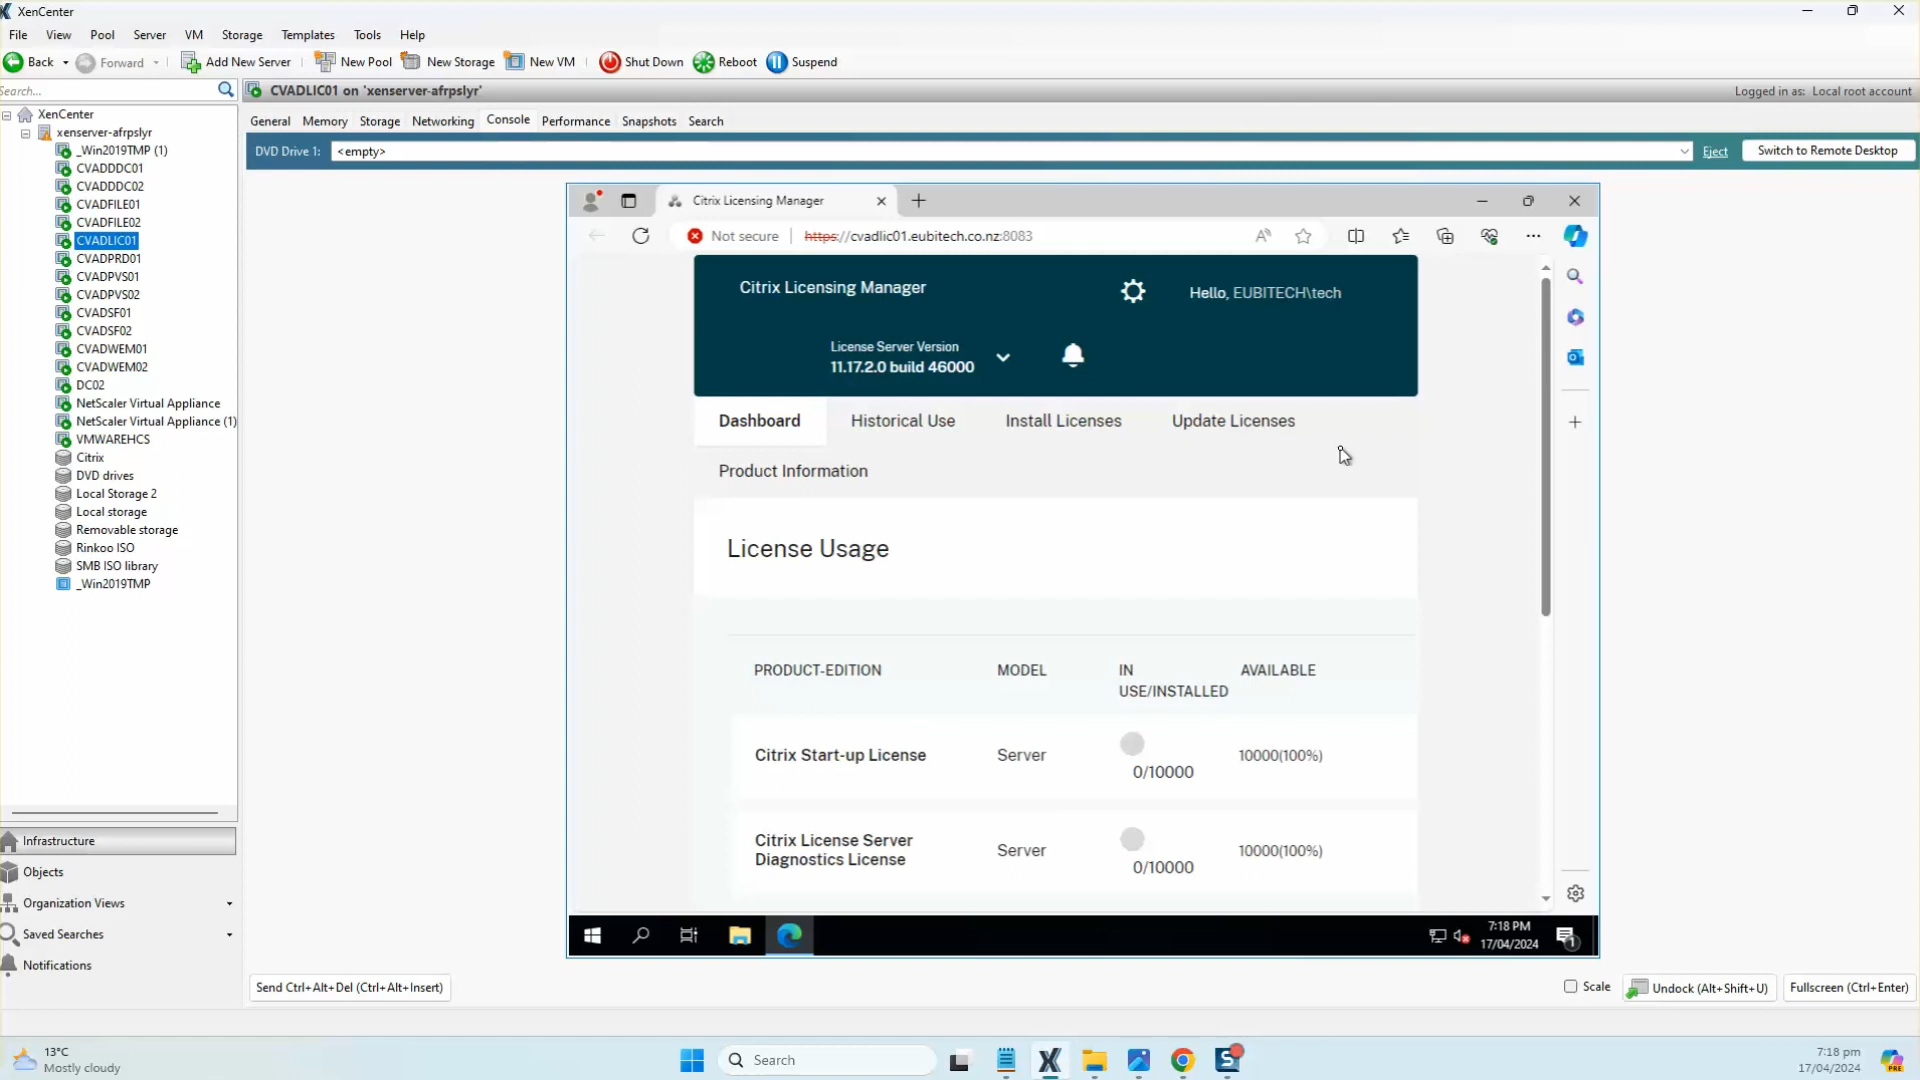 XenCenter
File View Pool Server VM Storage Templates Tools Help
Back Forward Add New Server New Pool New Storage New VM Shut Down Reboot Suspend
Search...
CVADLIC01 on 'xenserver-afrpslyr'
Logged in as: Local root account
XenCenter
xenserver-afrpslyr
_Win2019TMP (1)
CVADDDC01
CVADDDC02
CVADFILE01
CVADFILE02
CVADLIC01
CVADPRD01
CVADPVS01
CVADPVS02
CVADSF01
CVADSF02
CVADWEM01
CVADWEM02
DC02
NetScaler Virtual Appliance
NetScaler Virtual Appliance (1)
VMWAREHCS
Citrix
DVD drives
Local Storage 2
Local storage
Removable storage
Rinkoo ISO
SMB ISO library
_Win2019TMP
Infrastructure
Objects
Organization Views
Saved Searches
Notifications
General Memory Storage Networking Console Performance Snapshots Search
DVD Drive 1: <empty> Eject Switch to Remote Desktop
Citrix Licensing Manager
Not secure https://cvadlic01.eubitech.co.nz:8083
Citrix Licensing Manager
Hello, EUBITECH\tech
License Server Version
11.17.2.0 build 46000
Dashboard Historical Use Install Licenses Update Licenses
Product Information
License Usage
PRODUCT-EDITION MODEL IN AVAILABLE
USE/INSTALLED
Citrix Start-up License Server 10000(100%)
0/10000
Citrix License Server
Diagnostics License Server 10000(100%)
0/10000
7:18 PM
17/04/2024
1
Send Ctrl+Alt+Del (Ctrl+Alt+Insert)
Scale Undock (Alt+Shift+U) Fullscreen (Ctrl+Enter)
13°C
Mostly cloudy
Search
7:18 pm
17/04/2024
PRE